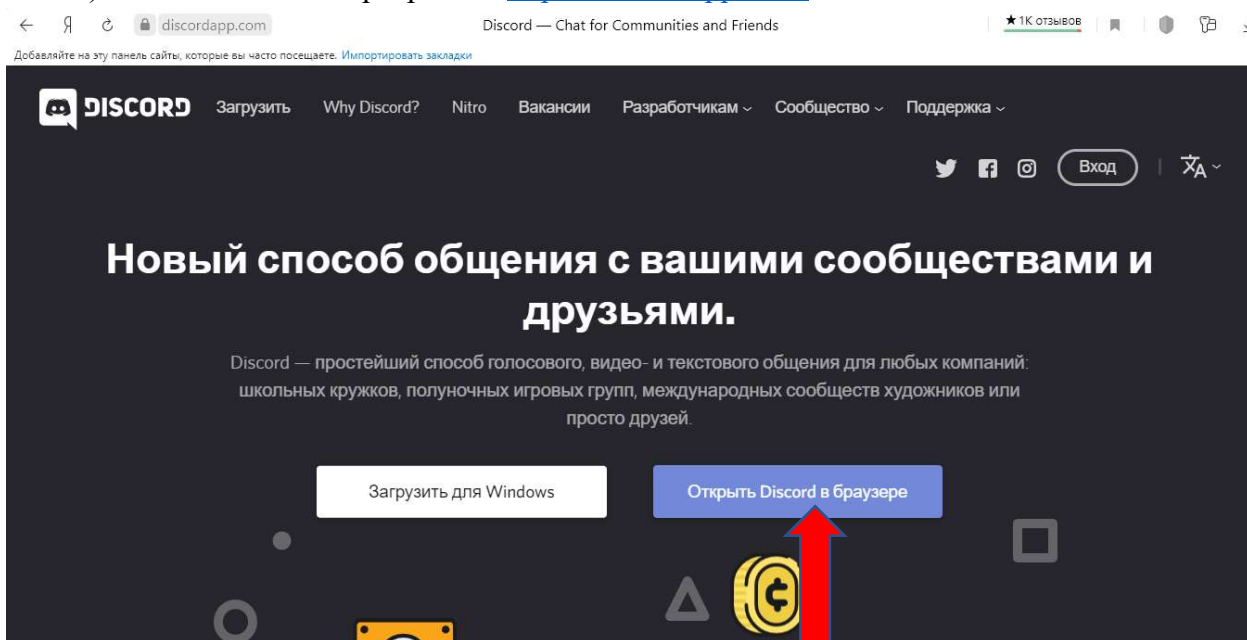 discordapp.com
Discord — Chat for Communities and Friends
★ 1K отзывов
Добавляйте на эту панель сайты, которые вы часто посещаете. Импортировать закладки
DISCORD Загрузить Why Discord? Nitro Вакансии Разработчикам Сообщество Поддержка
Вход
Новый способ общения с вашими сообществами и
друзьями.
Discord — простейший способ голосового, видео- и текстового общения для любых компаний:
школьных кружков, полуночных игровых групп, международных сообществ художников или
просто друзей.
Загрузить для Windows
Открыть Discord в браузере